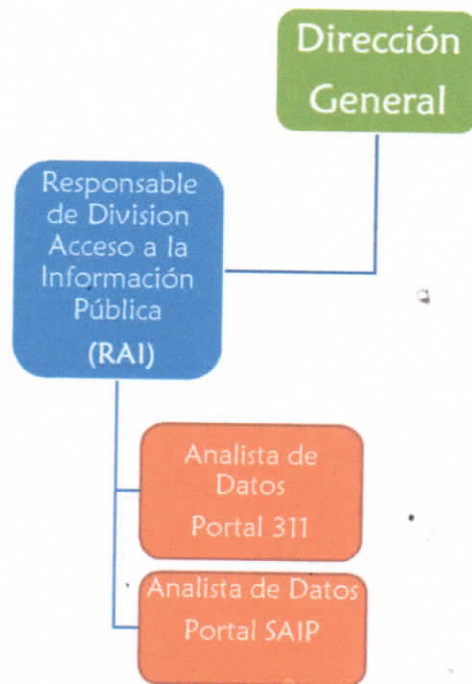 Dirección
General
Responsable
de Division
Acceso a la
Información
Pública
(RAI)
Analista de
Datos
Portal 311
Analista de Datos
Portal SAIP